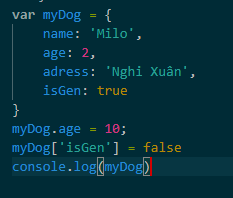 var myDog = {
    name: 'Milo',
    age: 2,
    adress: 'Nghi Xuân',
    isGen: true
}
myDog.age = 10;
myDog['isGen'] = false
console.log(myDog)